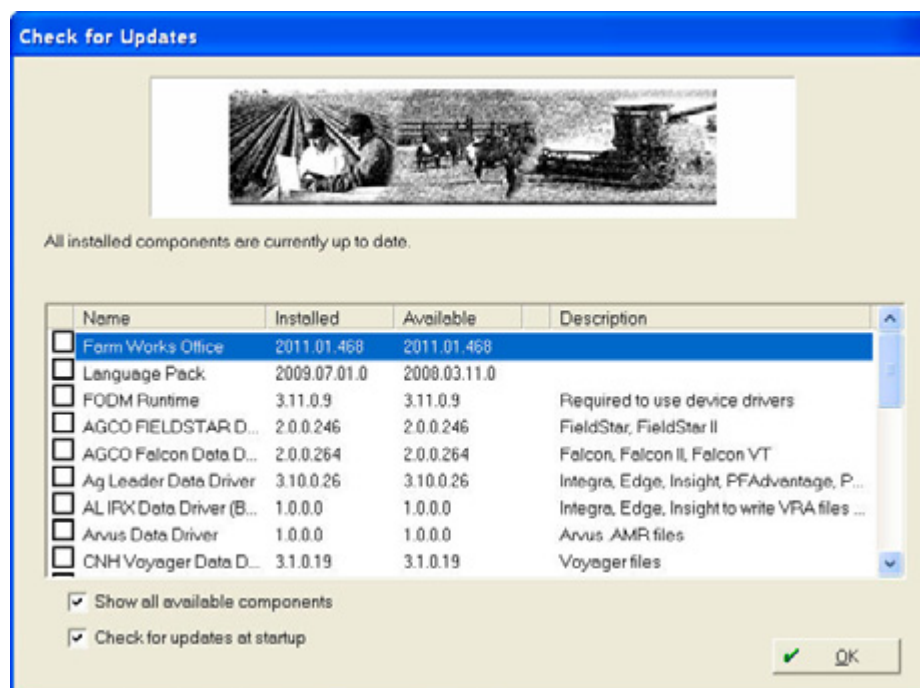 Check for Updates
All installed components are currently up to date.
Name Installed Available Description
Farm Works Office 2011.01.468 2011.01.468
Language Pack 2009.07.01.0 2008.03.11.0
FODM Runtime 3.11.0.9 3.11.0.9 Required to use device drivers
AGCO FIELDSTAR D... 2.0.0.246 2.0.0.246 FieldStar, FieldStar II
AGCO Falcon Data D... 2.0.0.264 2.0.0.264 Falcon, Falcon II, Falcon VT
Ag Leader Data Driver 3.10.0.26 3.10.0.26 Integra, Edge, Insight, PFAdvantage, P...
AL IRX Data Driver (B... 1.0.0.0 1.0.0.0 Integra, Edge, Insight to write VRA files ...
Arvus Data Driver 1.0.0.0 1.0.0.0 Arvus .AMR files
CNH Voyager Data D... 3.1.0.19 3.1.0.19 Voyager files
Show all available components
Check for updates at startup
OK